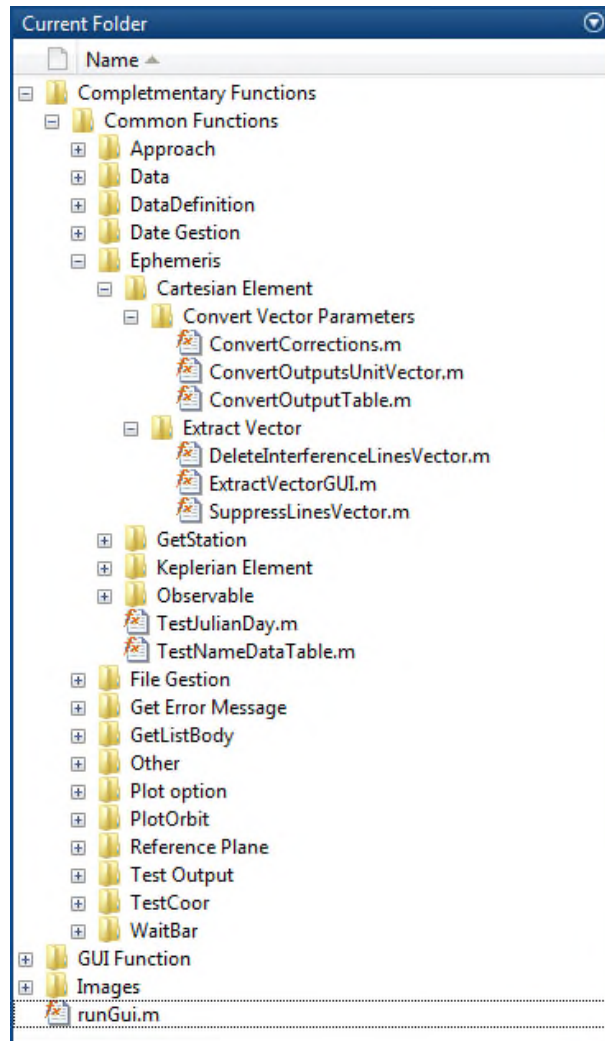 Current Folder
Name
Completmentary Functions
Common Functions
Approach
Data
DataDefinition
Date Gestion
Ephemeris
Cartesian Element
Convert Vector Parameters
ConvertCorrections.m
ConvertOutputsUnitVector.m
ConvertOutputTable.m
Extract Vector
DeleteInterferenceLinesVector.m
ExtractVectorGUI.m
SuppressLinesVector.m
GetStation
Keplerian Element
Observable
TestJulianDay.m
TestNameDataTable.m
File Gestion
Get Error Message
GetListBody
Other
Plot option
PlotOrbit
Reference Plane
Test Output
TestCoor
WaitBar
GUI Function
Images
runGui.m